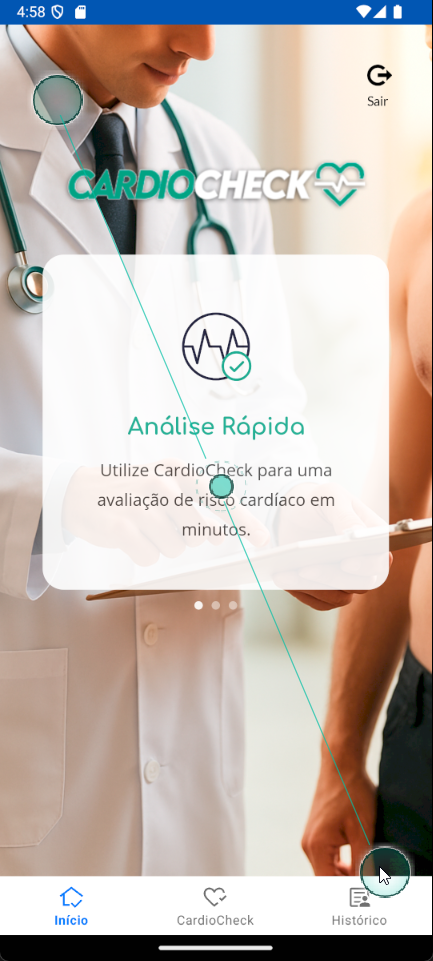 4:58
Sair
CARDIOCHECK
Análise Rápida
Utilize CardioCheck para uma
avaliação de risco cardíaco em
minutos.
Início
CardioCheck
Histórico